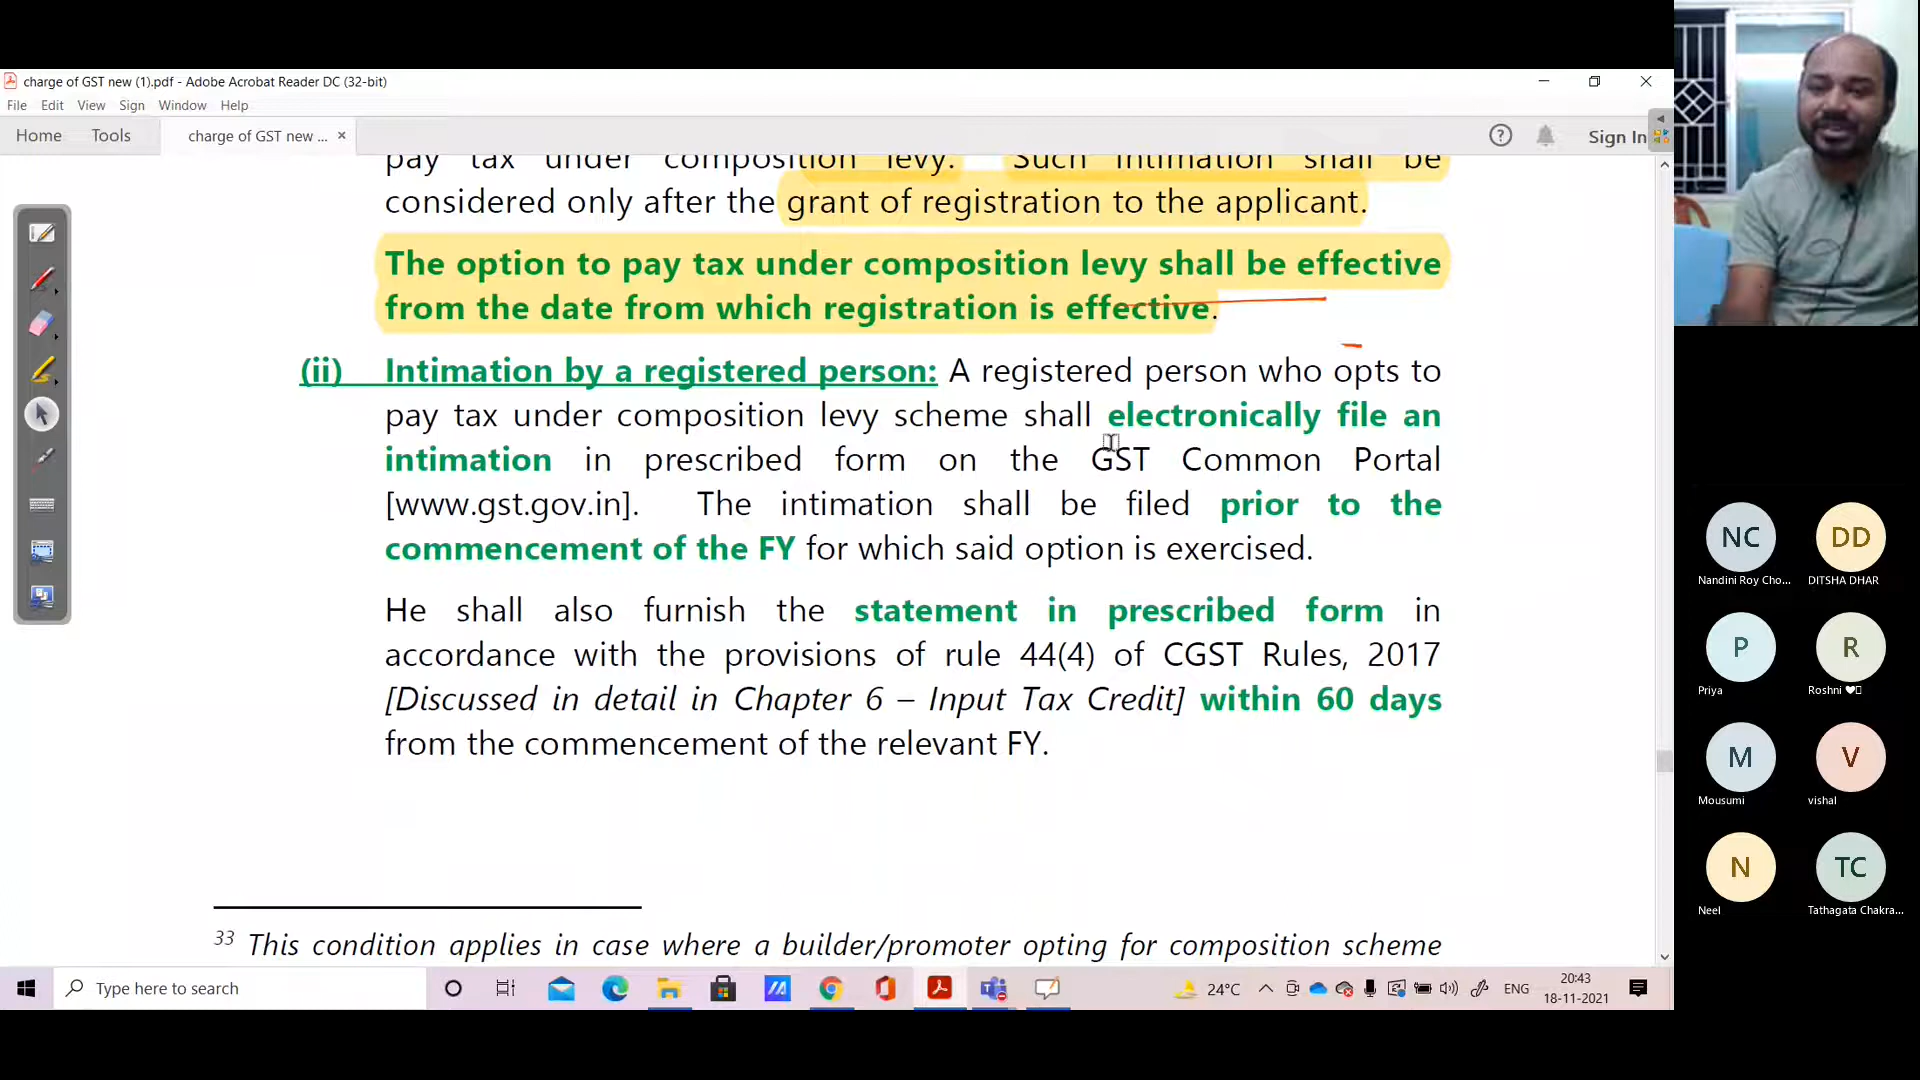 charge of GST new (1).pdf - Adobe Acrobat Reader DC (32-bit)
File Edit View Sign Window Help
Home Tools charge of GST new ... × Sign In
pay tax under composition levy. Such intimation shall be
considered only after the grant of registration to the applicant.
The option to pay tax under composition levy shall be effective
from the date from which registration is effective.
(ii) Intimation by a registered person: A registered person who opts to
pay tax under composition levy scheme shall electronically file an
intimation in prescribed form on the GST Common Portal
[www.gst.gov.in]. The intimation shall be filed prior to the
commencement of the FY for which said option is exercised.
He shall also furnish the statement in prescribed form in
accordance with the provisions of rule 44(4) of CGST Rules, 2017
[Discussed in detail in Chapter 6 – Input Tax Credit] within 60 days
from the commencement of the relevant FY.
33 This condition applies in case where a builder/promoter opting for composition scheme
NC DD
Nandini Roy Cho... DITSHA DHAR
P R
Priya Roshni ❤
M V
Mousumi vishal
N TC
Neel Tathagata Chakra...
Type here to search 24°C ENG 20:43
18-11-2021